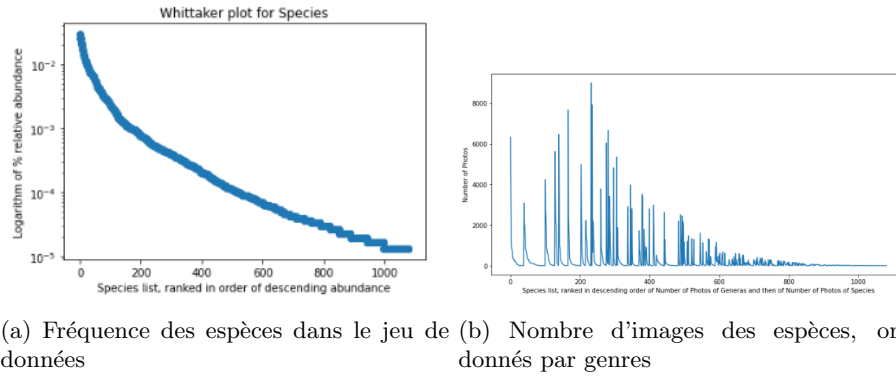 Whittaker plot for Species
Logarithm of % relative abundance
10⁻²
10⁻³
10⁻⁴
10⁻⁵
0 200 400 600 800 1000
Species list, ranked in order of descending abundance
Number of Photos
8000
6000
4000
2000
0
0 200 400 600 800 1000
Species list, ranked in descending order of Number of Photos of Generas and then of Number of Photos of Species
(a) Fréquence des espèces dans le jeu de
données
(b) Nombre d'images des espèces, or
donnés par genres